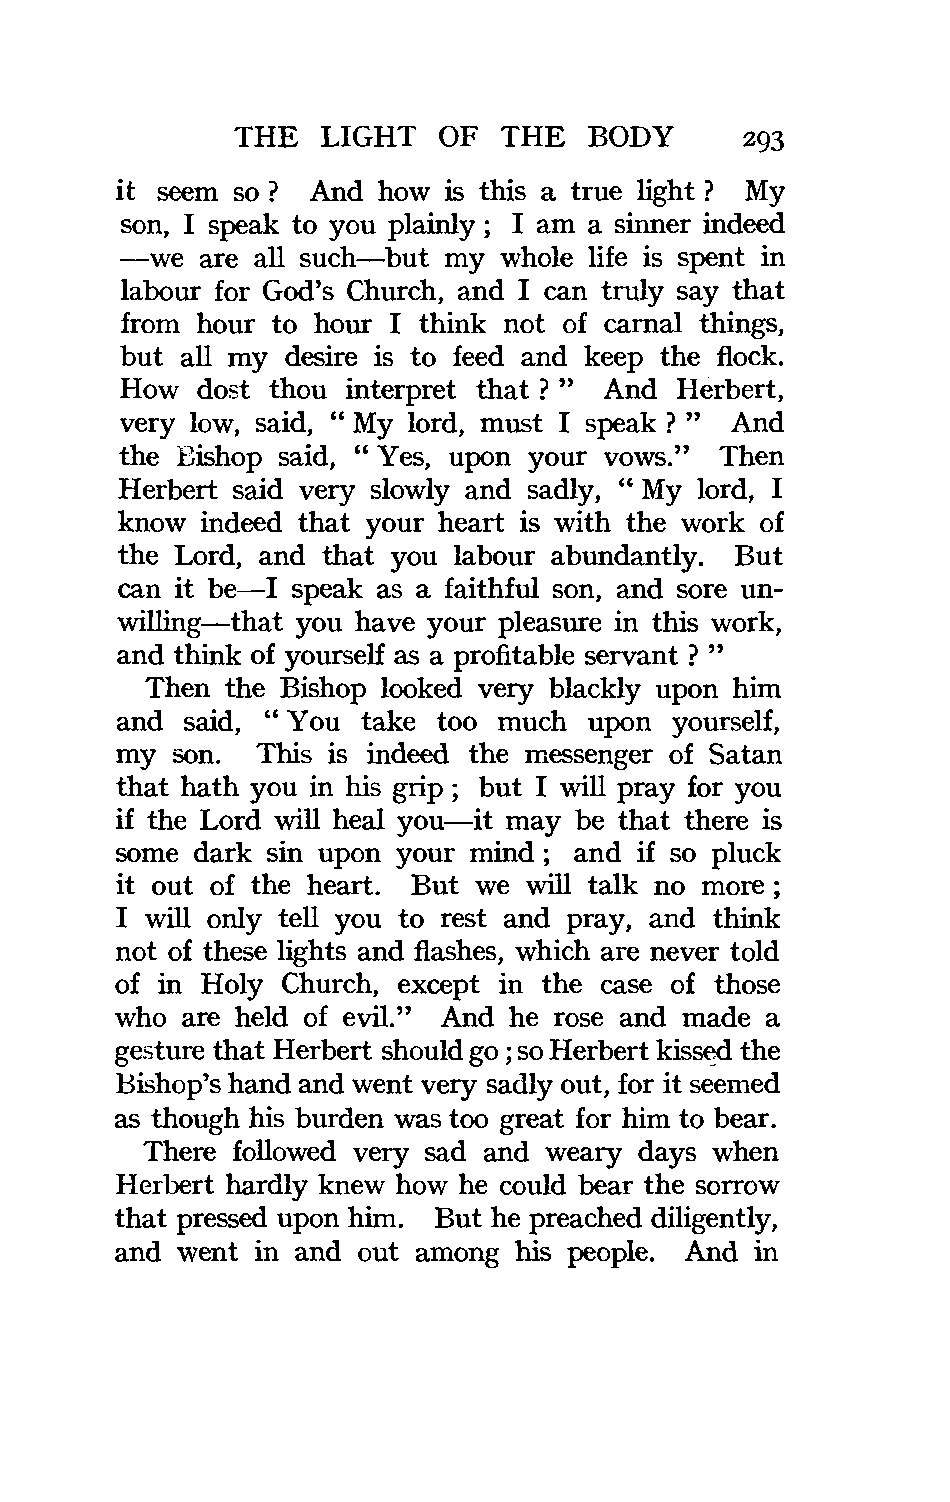 THE LIGHT OF THE BODY 293
it seem so ? And how is this a true light ? My
son, I speak to you plainly ; I am a sinner indeed
—we are all such—but my whole life is spent in
labour for God's Church, and I can truly say that
from hour to hour I think not of carnal things,
but all my desire is to feed and keep the flock.
How dost thou interpret that ? ” And Herbert,
very low, said, “ My lord, must I speak ? ” And
the Bishop said, “ Yes, upon your vows.” Then
Herbert said very slowly and sadly, “ My lord, I
know indeed that your heart is with the work of
the Lord, and that you labour abundantly. But
can it be—I speak as a faithful son, and sore un-
willing—that you have your pleasure in this work,
and think of yourself as a profitable servant ? ”
Then the Bishop looked very blackly upon him
and said, “ You take too much upon yourself,
my son. This is indeed the messenger of Satan
that hath you in his grip ; but I will pray for you
if the Lord will heal you—it may be that there is
some dark sin upon your mind ; and if so pluck
it out of the heart. But we will talk no more ;
I will only tell you to rest and pray, and think
not of these lights and flashes, which are never told
of in Holy Church, except in the case of those
who are held of evil.” And he rose and made a
gesture that Herbert should go ; so Herbert kissed the
Bishop's hand and went very sadly out, for it seemed
as though his burden was too great for him to bear.
There followed very sad and weary days when
Herbert hardly knew how he could bear the sorrow
that pressed upon him. But he preached diligently,
and went in and out among his people. And in